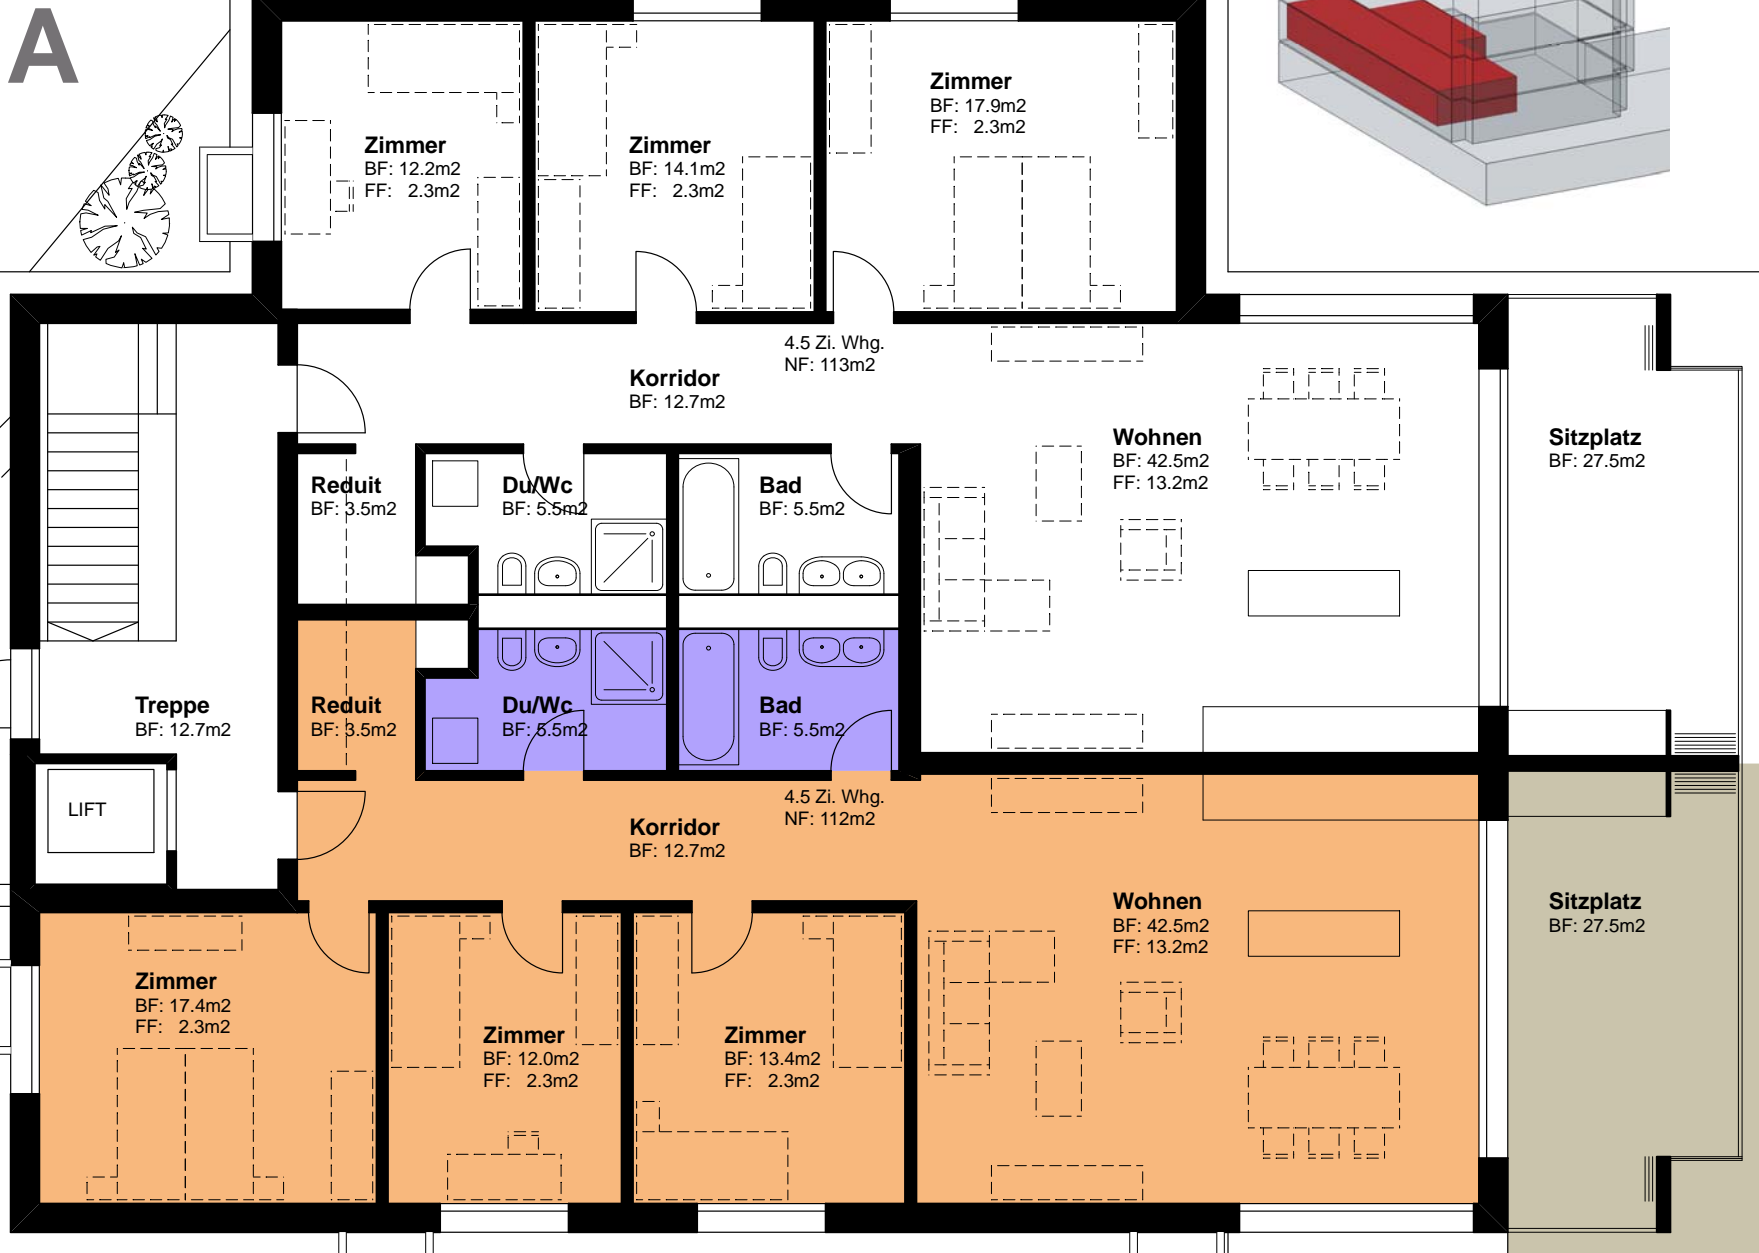 A
Zimmer
BF: 12.2m2
FF: 2.3m2
Zimmer
BF: 14.1m2
FF: 2.3m2
Zimmer
BF: 17.9m2
FF: 2.3m2
4.5 Zi. Whg.
NF: 113m2
Korridor
BF: 12.7m2
Wohnen
BF: 42.5m2
FF: 13.2m2
Sitzplatz
BF: 27.5m2
Reduit
BF: 3.5m2
Du/Wc
BF: 5.5m2
Bad
BF: 5.5m2
Treppe
BF: 12.7m2
Reduit
BF: 3.5m2
Du/Wc
BF: 5.5m2
Bad
BF: 5.5m2
LIFT
4.5 Zi. Whg.
NF: 112m2
Korridor
BF: 12.7m2
Wohnen
BF: 42.5m2
FF: 13.2m2
Sitzplatz
BF: 27.5m2
Zimmer
BF: 17.4m2
FF: 2.3m2
Zimmer
BF: 12.0m2
FF: 2.3m2
Zimmer
BF: 13.4m2
FF: 2.3m2